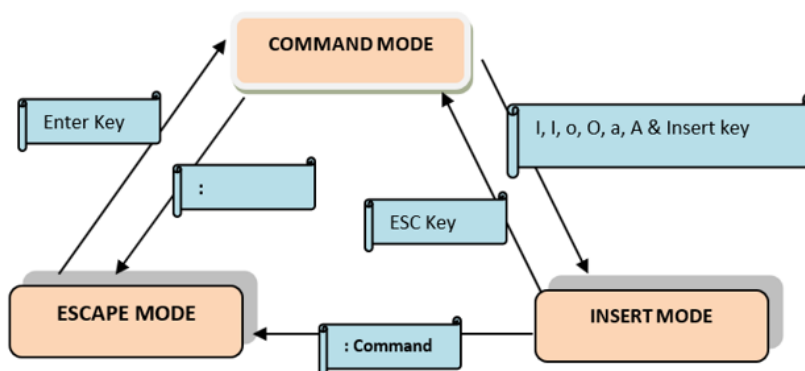 COMMAND MODE
Enter Key
I, I, o, O, a, A & Insert key
:
ESC Key
ESCAPE MODE
INSERT MODE
: Command